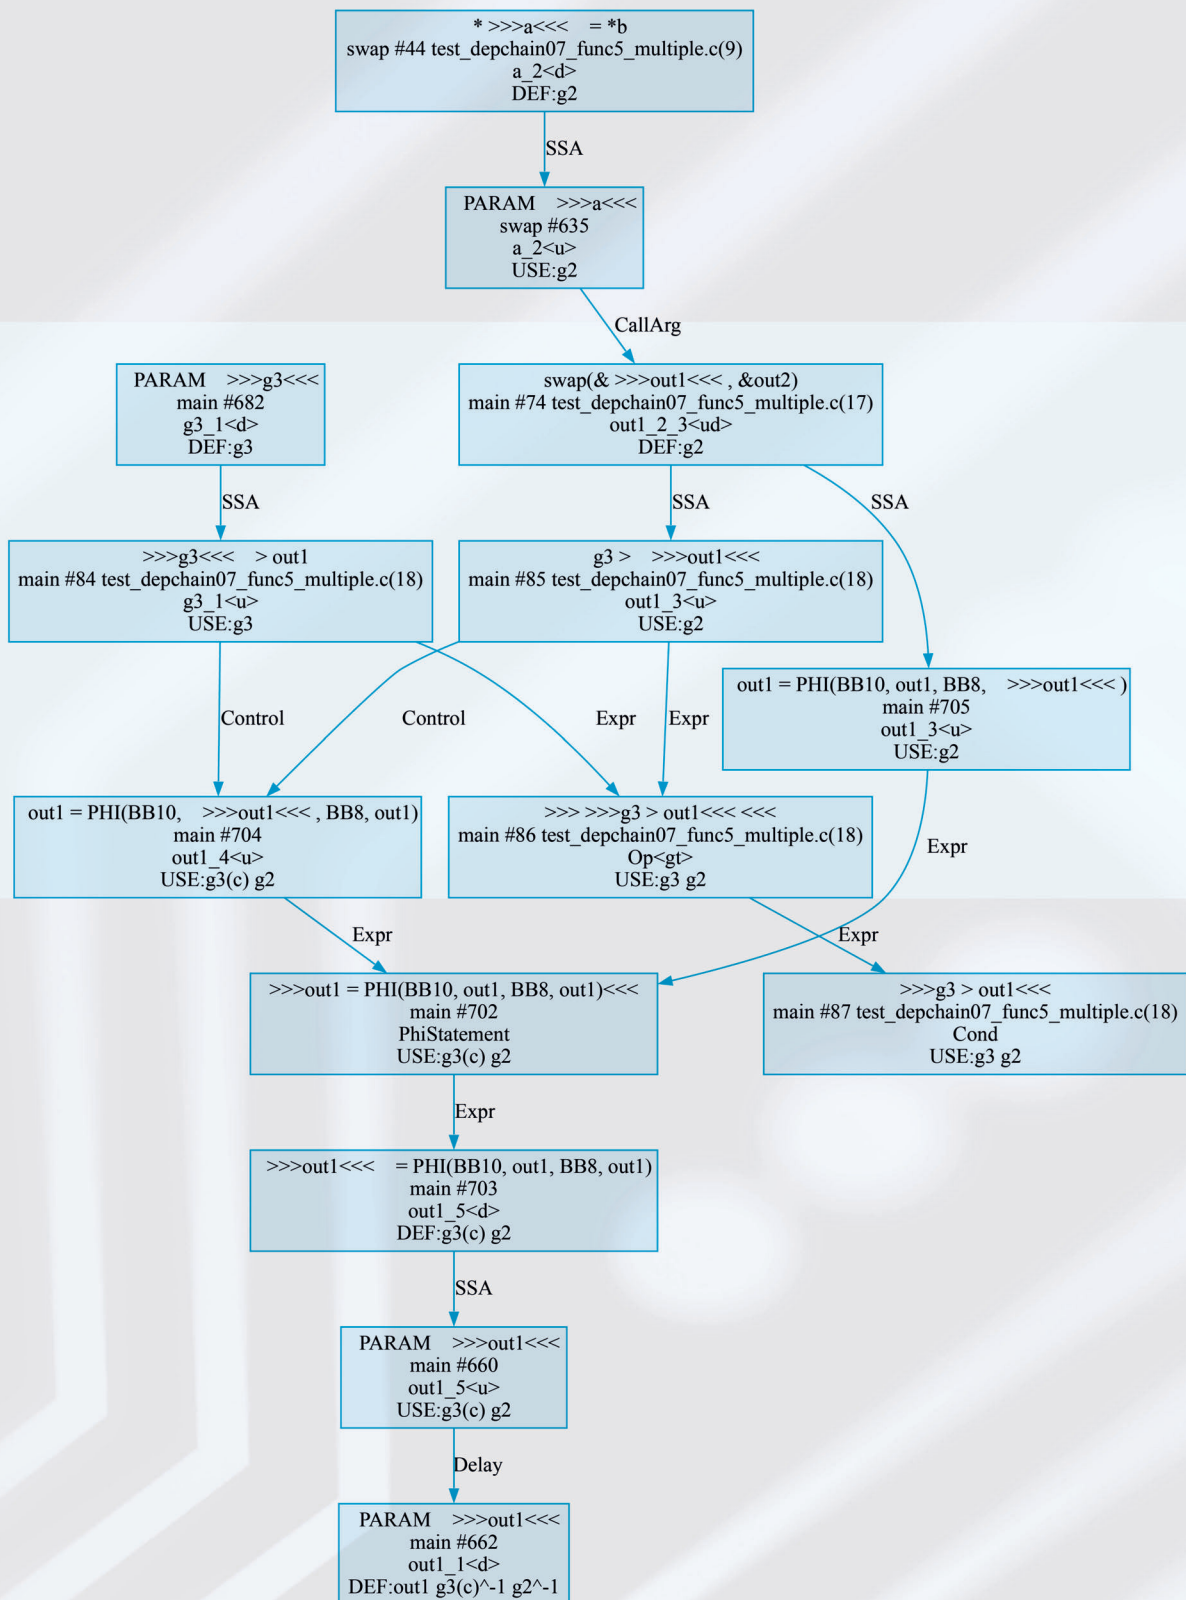 * >>>a<<< = *b
swap #44 test_depchain07_func5_multiple.c(9)
a_2<d>
DEF:g2
SSA
PARAM >>>a<<<
swap #635
a_2<u>
USE:g2
CallArg
PARAM >>>g3<<<
main #682
g3_1<d>
DEF:g3
swap(& >>>out1<<< , &out2)
main #74 test_depchain07_func5_multiple.c(17)
out1_2_3<ud>
DEF:g2
SSA
SSA
SSA
>>>g3<<< > out1
main #84 test_depchain07_func5_multiple.c(18)
g3_1<u>
USE:g3
g3 > >>>out1<<<
main #85 test_depchain07_func5_multiple.c(18)
out1_3<u>
USE:g2
out1 = PHI(BB10, out1, BB8, >>>out1<<< )
main #705
out1_3<u>
USE:g2
Control
Control
Expr
Expr
out1 = PHI(BB10, >>>out1<<< , BB8, out1)
main #704
out1_4<u>
USE:g3(c) g2
>>> >>>g3 > out1<<< <<<
main #86 test_depchain07_func5_multiple.c(18)
Op<gt>
USE:g3 g2
Expr
Expr
Expr
>>>out1 = PHI(BB10, out1, BB8, out1)<<<
main #702
PhiStatement
USE:g3(c) g2
>>>g3 > out1<<<
main #87 test_depchain07_func5_multiple.c(18)
Cond
USE:g3 g2
Expr
>>>out1<<< = PHI(BB10, out1, BB8, out1)
main #703
out1_5<d>
DEF:g3(c) g2
SSA
PARAM >>>out1<<<
main #660
out1_5<u>
USE:g3(c) g2
Delay
PARAM >>>out1<<<
main #662
out1_1<d>
DEF:out1 g3(c)^-1 g2^-1